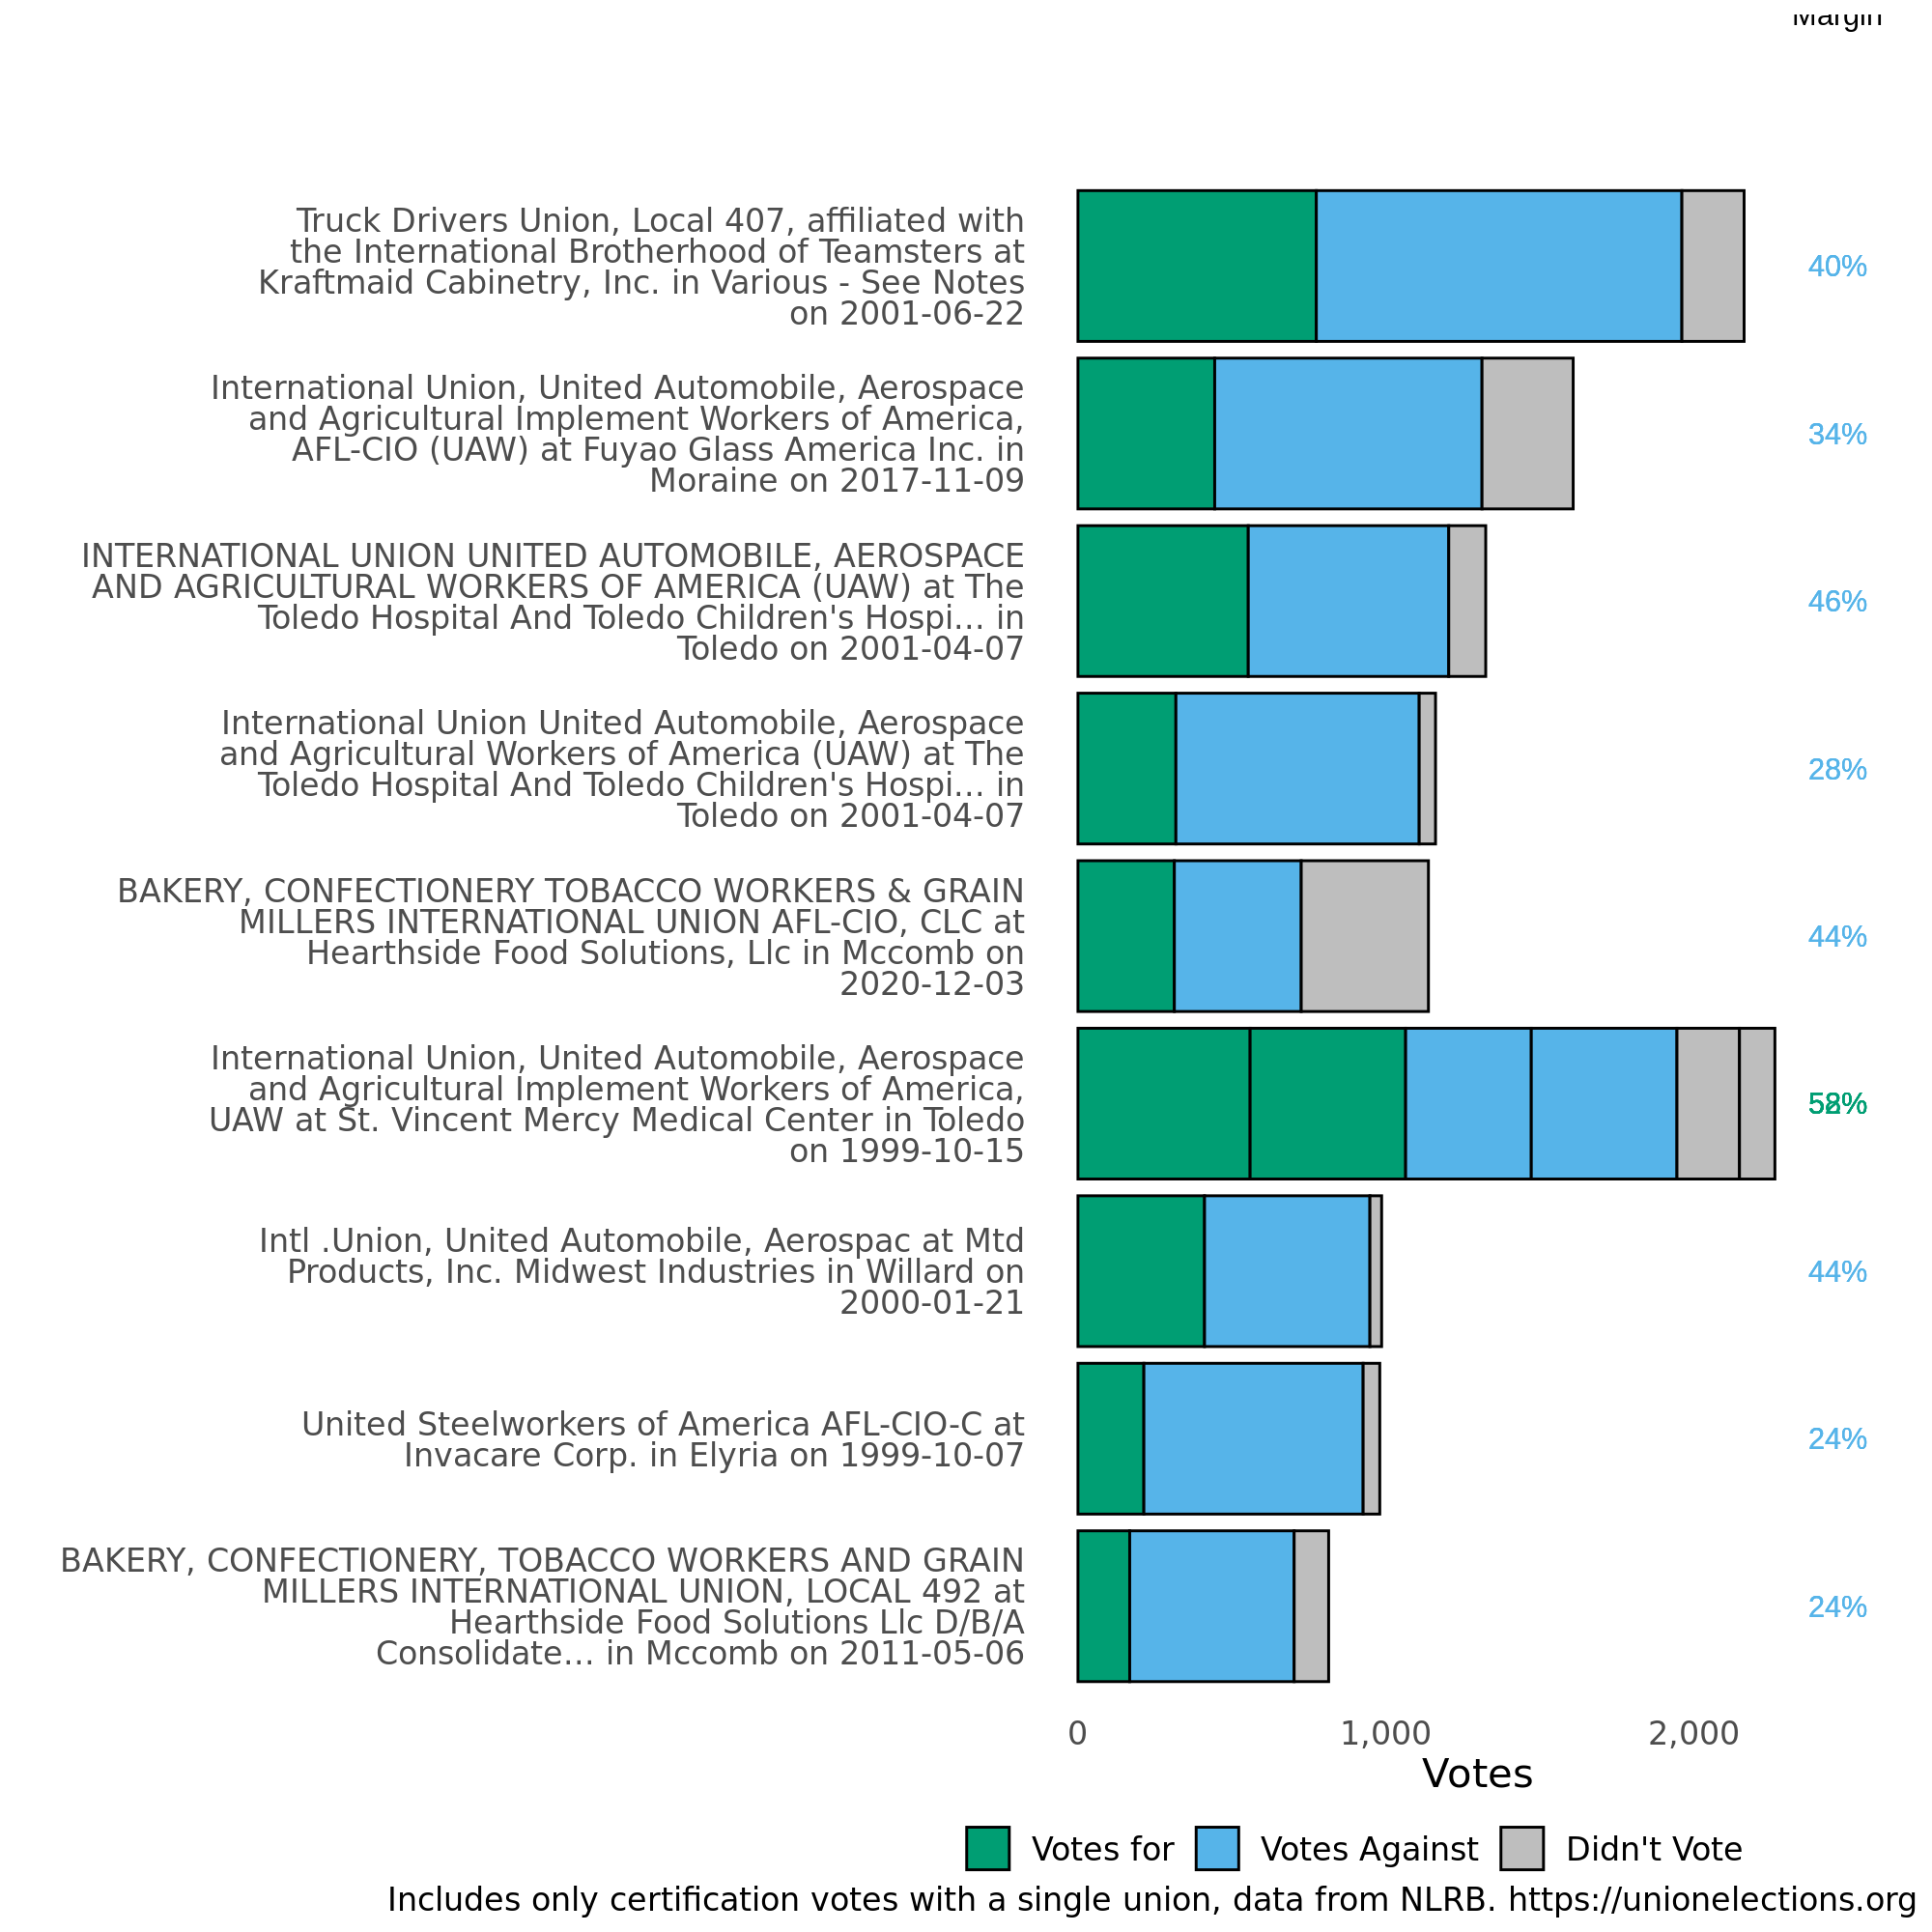 Margin
Truck Drivers Union, Local 407, affiliated with
the International Brotherhood of Teamsters at
Kraftmaid Cabinetry, Inc. in Various - See Notes
on 2001-06-22
40%
International Union, United Automobile, Aerospace
and Agricultural Implement Workers of America,
AFL-CIO (UAW) at Fuyao Glass America Inc. in
Moraine on 2017-11-09
34%
INTERNATIONAL UNION UNITED AUTOMOBILE, AEROSPACE
AND AGRICULTURAL WORKERS OF AMERICA (UAW) at The
Toledo Hospital And Toledo Children's Hospi... in
Toledo on 2001-04-07
46%
International Union United Automobile, Aerospace
and Agricultural Workers of America (UAW) at The
Toledo Hospital And Toledo Children's Hospi... in
Toledo on 2001-04-07
28%
BAKERY, CONFECTIONERY TOBACCO WORKERS & GRAIN
MILLERS INTERNATIONAL UNION AFL-CIO, CLC at
Hearthside Food Solutions, Llc in Mccomb on
2020-12-03
44%
International Union, United Automobile, Aerospace
and Agricultural Implement Workers of America,
UAW at St. Vincent Mercy Medical Center in Toledo
on 1999-10-15
Intl .Union, United Automobile, Aerospac at Mtd
Products, Inc. Midwest Industries in Willard on
2000-01-21
44%
United Steelworkers of America AFL-CIO-C at
Invacare Corp. in Elyria on 1999-10-07
24%
BAKERY, CONFECTIONERY, TOBACCO WORKERS AND GRAIN
MILLERS INTERNATIONAL UNION, LOCAL 492 at
Hearthside Food Solutions Llc D/B/A
Consolidate... in Mccomb on 2011-05-06
24%
0 1,000 2,000
Votes
Votes for Votes Against Didn't Vote
Includes only certification votes with a single union, data from NLRB. https://unionelections.org